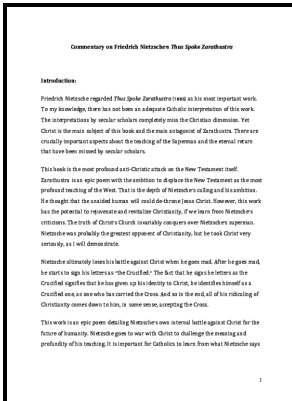 Commentary on Friedrich Nietzsche's Thus Spoke Zarathustra
Introduction:
Friedrich Nietzsche regarded Thus Spoke Zarathustra (1885) as his most important work.
To my knowledge, there has not been an adequate Catholic interpretation of this work.
The interpretations by secular scholars completely miss the Christian dimension. Yet
Christ is the main subject of this book and the main antagonist of Zarathustra. There are
crucially important aspects about the teaching of the Superman and the eternal return
that have been missed by secular scholars.
This book is the most profound anti-Christic attack on the New Testament itself.
Zarathustra is an epic poem with the ambition to displace the New Testament as the most
profound teaching of the West. That is the depth of Nietzsche's calling and his ambition.
He thought that the unaided human will could de-throne Jesus Christ. However, this work
has the potential to rejuvenate and revitalize Christianity, if we learn from Nietzsche's
criticisms. The truth of Christ's Church invariably conquers over Nietzsche's superman.
Nietzsche was probably the greatest opponent of Christianity, but he took Christ very
seriously, as I will demonstrate.
Nietzsche ultimately loses his battle against Christ when he goes mad. After he goes mad,
he starts to sign his letters as "the Crucified." The fact that he signs he letters as the
Crucified signifies that he has given up his identity to Christ, he identifies himself as a
Crucified one, as one who has carried the Cross. And so in the end, all of his ridiculing of
Christianity comes down to him, in some sense, accepting the Cross.
This work is an epic poem detailing Nietzsche's own internal battle against Christ for the
future of humanity. Nietzsche goes to war with Christ to challenge the meaning and
profundity of his teaching. It is important for Catholics to learn from what Nietzsche says
1